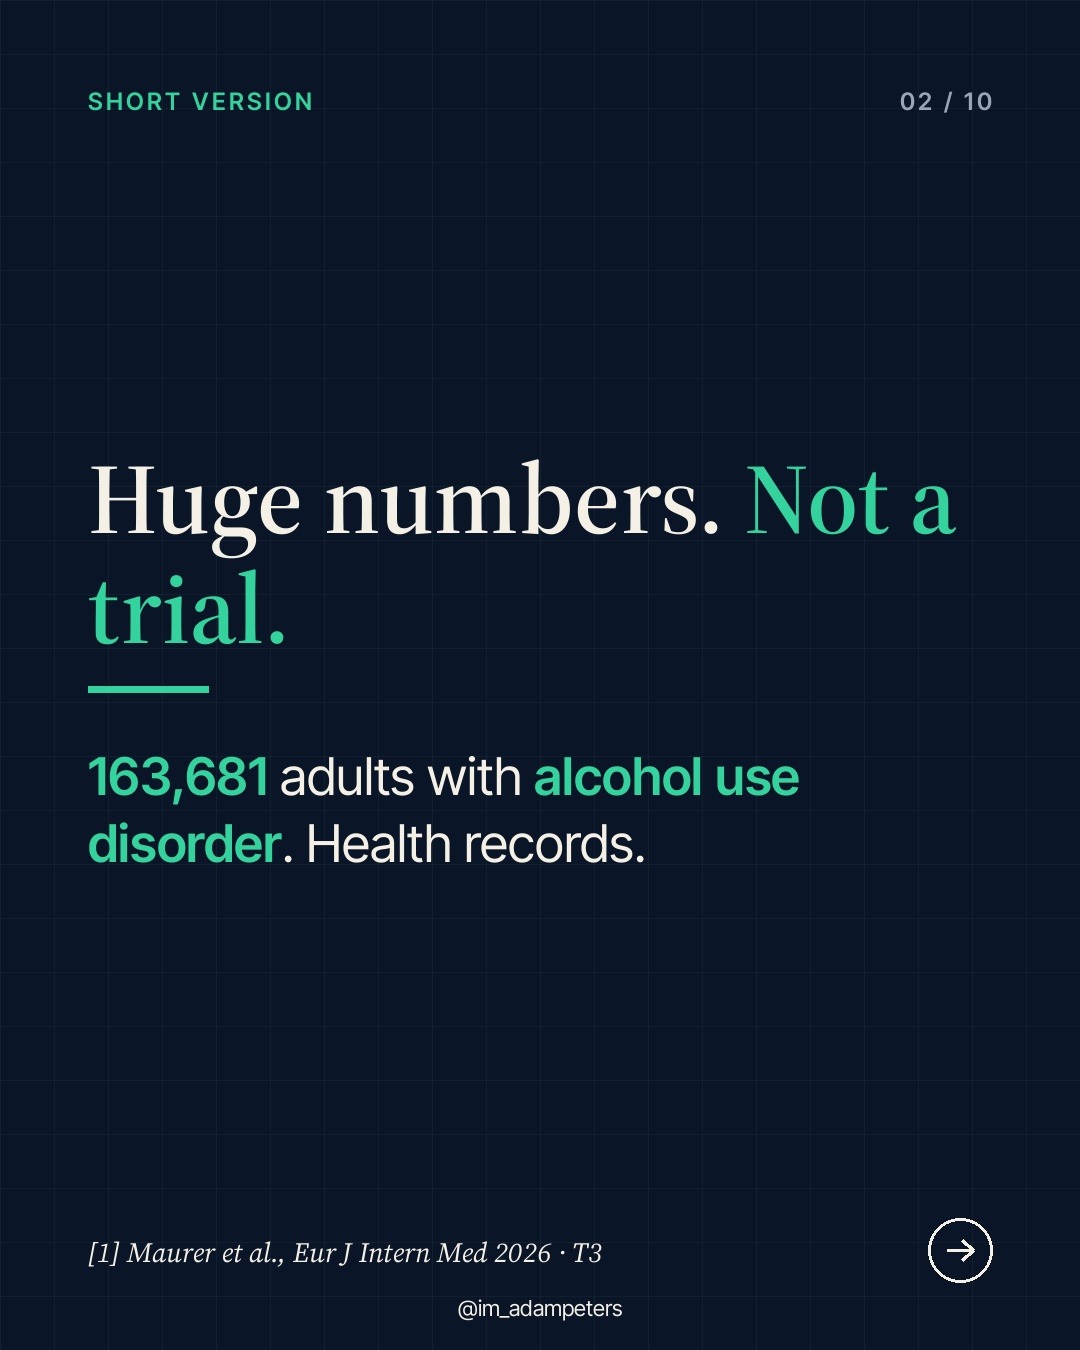 SHORT VERSION
02 / 10
Huge numbers. Not a
trial.
163,681 adults with alcohol use
disorder. Health records.
[1] Maurer et al., Eur J Intern Med 2026 · T3
@im_adampeters